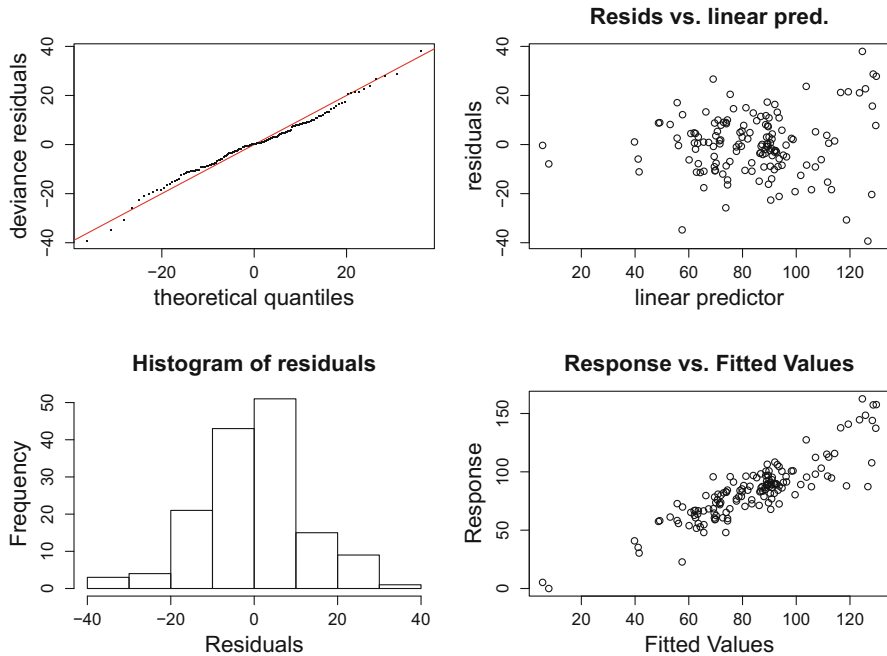 deviance residuals
−40 −20 0 20 40
−20 0 20
theoretical quantiles
Resids vs. linear pred.
residuals
−40 −20 0 20 40
20 40 60 80 100 120
linear predictor
Histogram of residuals
Frequency
0 10 20 30 40 50
−40 −20 0 20 40
Residuals
Response vs. Fitted Values
Response
0 50 100 150
20 40 60 80 100 120
Fitted Values